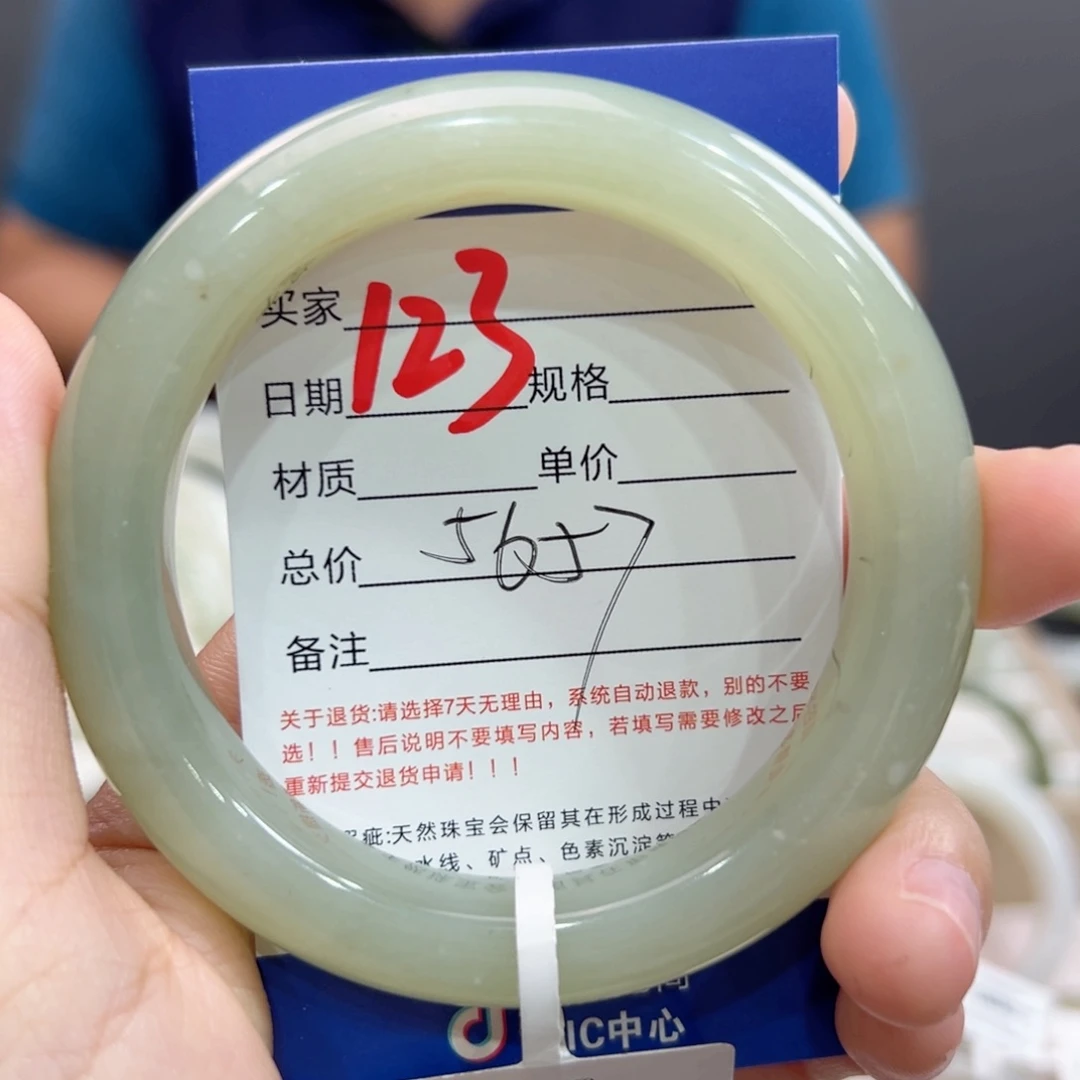 买家
123
日期 规格
材质 单价
总价 5657
备注
关于退货:请选择7天无理由，系统自动退款，别的不要
选！！售后说明不要填写内容，若填写需要修改之后
重新提交退货申请！！！
疵:天然珠宝会保留其在形成过程中
水线、矿点、色素沉淀等
IC中心